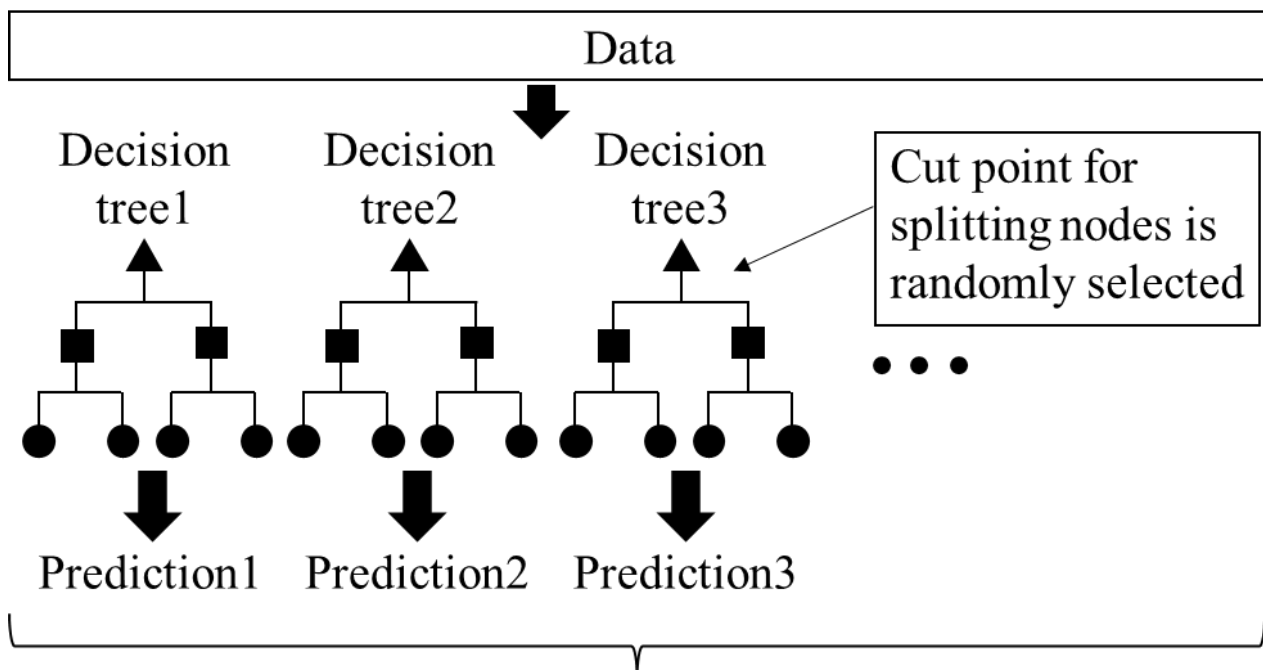 Data
Decision
tree1
Decision
tree2
Decision
tree3
Cut point for
splitting nodes is
randomly selected
Prediction1
Prediction2
Prediction3